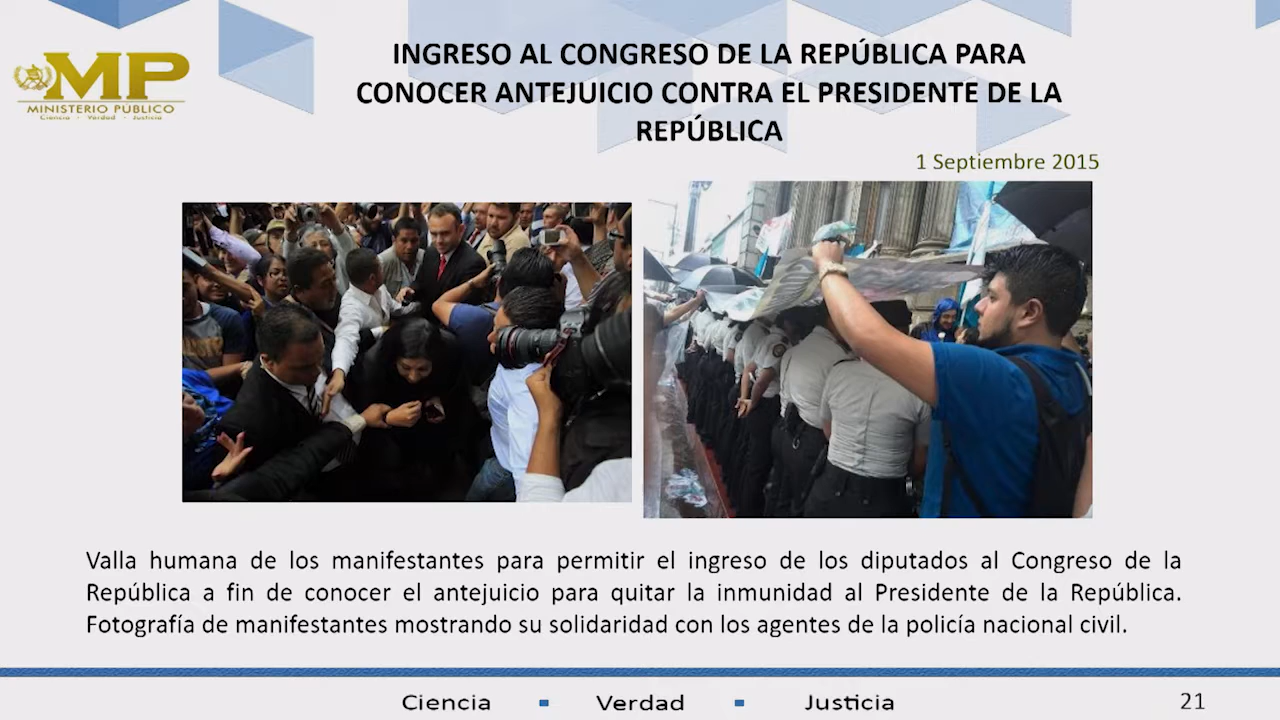 MP
MINISTERIO PÚBLICO
Ciencia - Verdad - Justicia
INGRESO AL CONGRESO DE LA REPÚBLICA PARA
CONOCER ANTEJUICIO CONTRA EL PRESIDENTE DE LA
REPÚBLICA
1 Septiembre 2015
Valla humana de los manifestantes para permitir el ingreso de los diputados al Congreso de la
República a fin de conocer el antejuicio para quitar la inmunidad al Presidente de la República.
Fotografía de manifestantes mostrando su solidaridad con los agentes de la policía nacional civil.
Ciencia ▪ Verdad ▪ Justicia
21